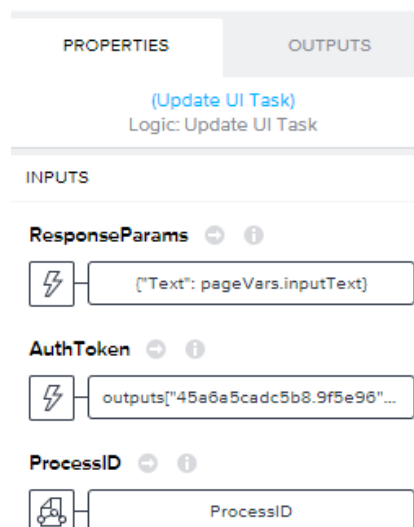 PROPERTIES OUTPUTS
(Update UI Task)
Logic: Update UI Task
INPUTS
ResponseParams
{"Text": pageVars.inputText}
AuthToken
outputs["45a6a5cadc5b8.9f5e96"...
ProcessID
ProcessID